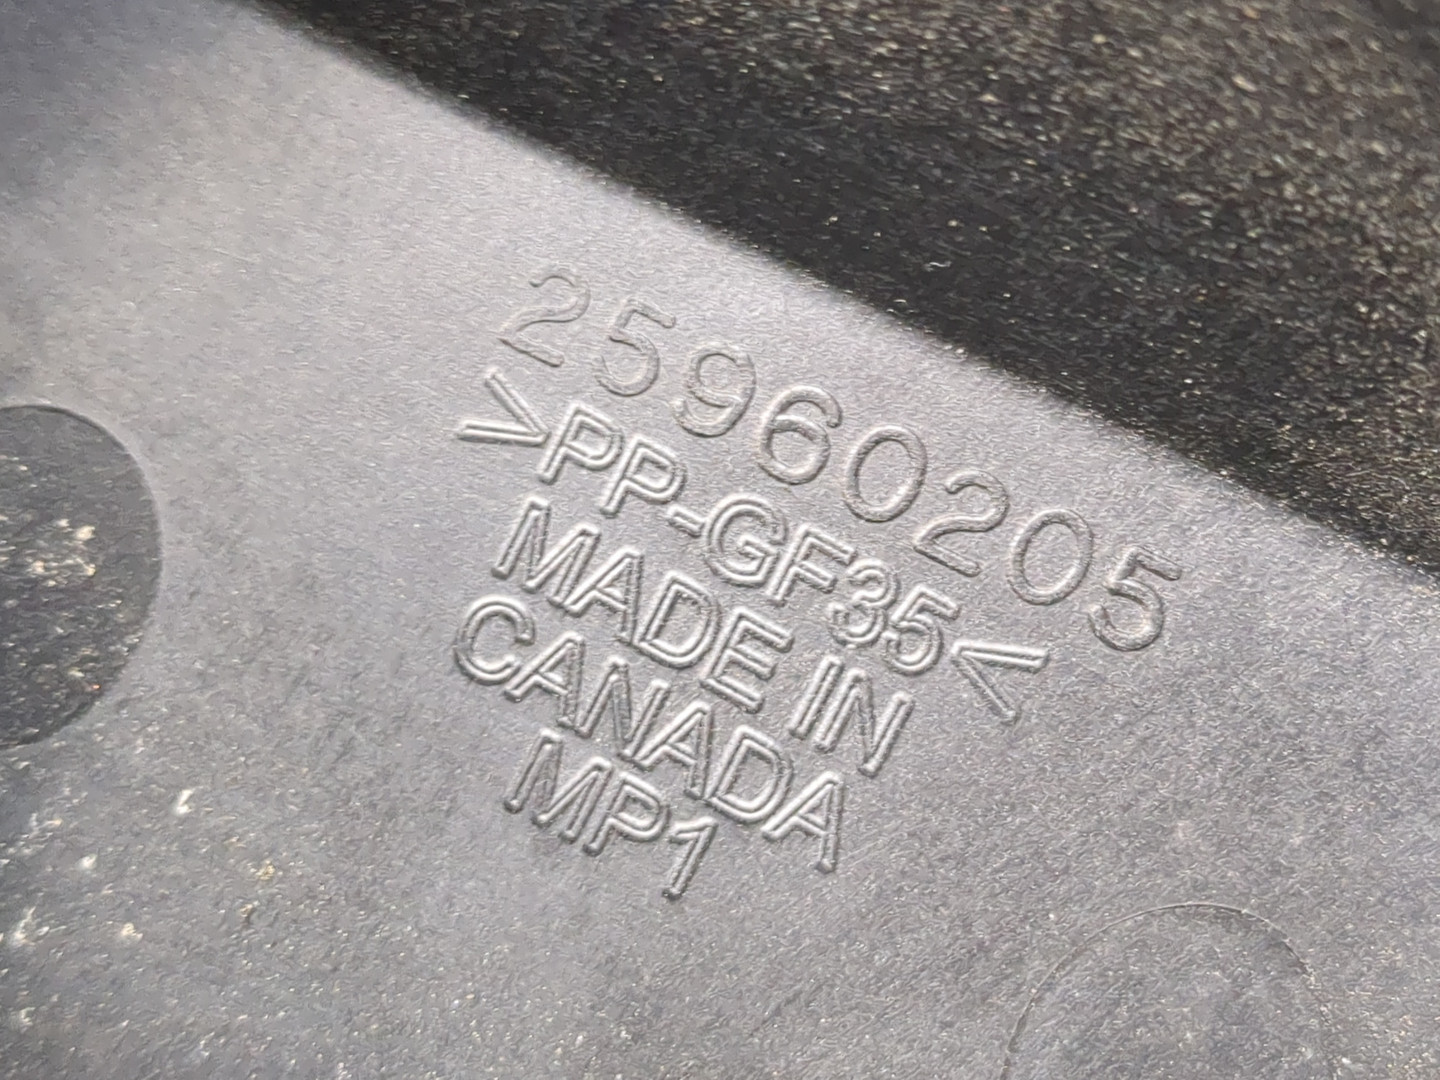 25960205
>PP-GF35<
MADE IN
CANADA
MP1